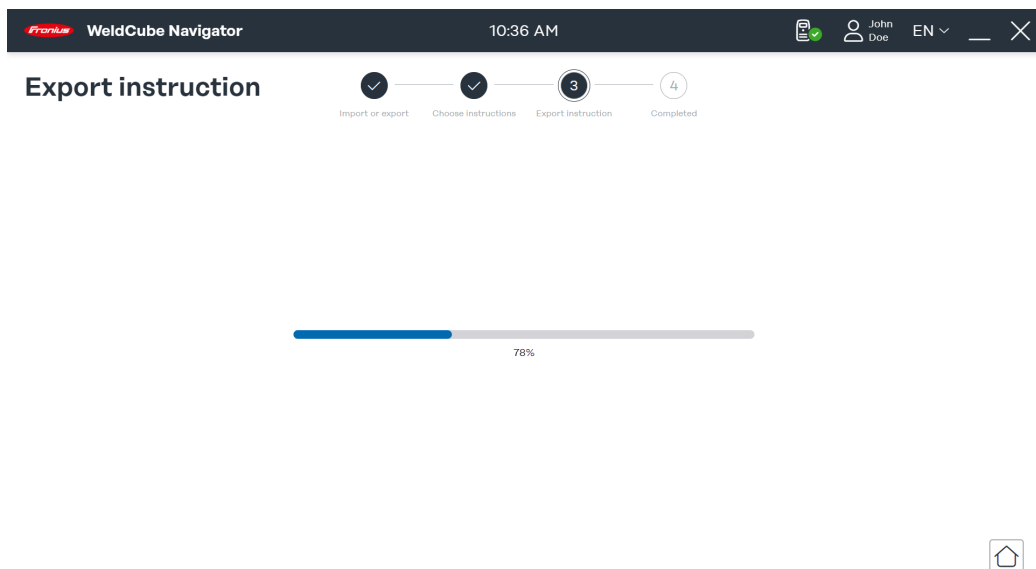 Fronius WeldCube Navigator 10:36 AM John Doe EN
Export instruction
3 4
Import or export Choose instructions Export instruction Completed
78%